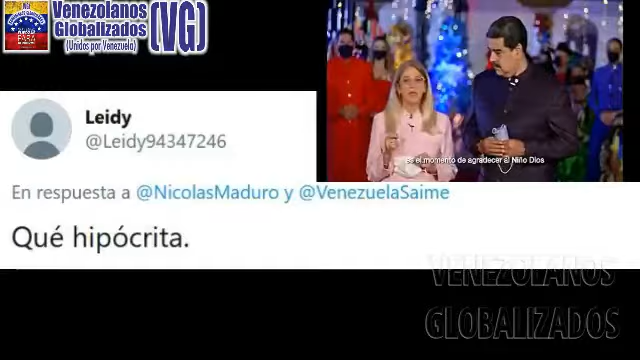 Venezolanos
Globalizados
(Unidos por Venezuela)
(VG)
Es el momento de agradecer al Niño Dios
Leidy
@Leidy94347246
En respuesta a @NicolasMaduro y @VenezuelaSaime
Qué hipócrita.
VENEZOLANOS
GLOBALIZADOS